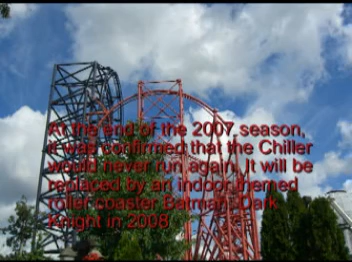 At the end of the 2007 season,
it was confirmed that the Chiller
would never run again. It will be
replaced by an indoor themed
roller coaster Batman: Dark
Knight in 2008